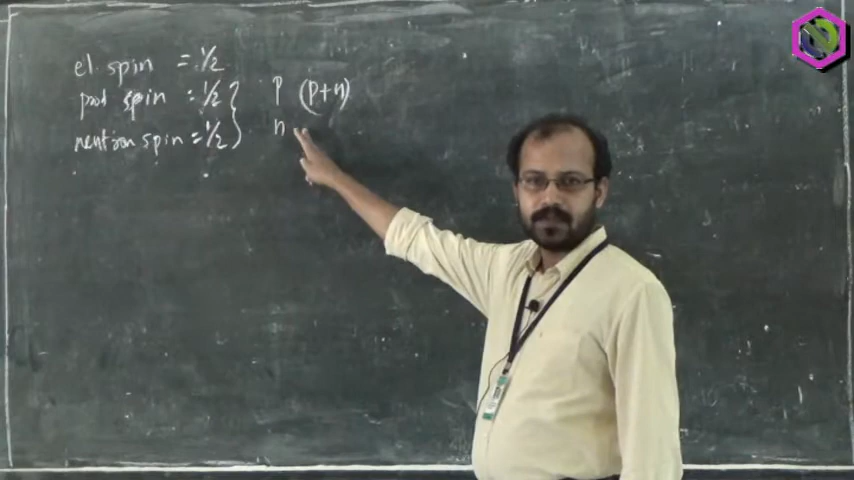 el. spin = 1/2
prot spin = 1/2 } P (P+n)
neutron spin = 1/2 } n